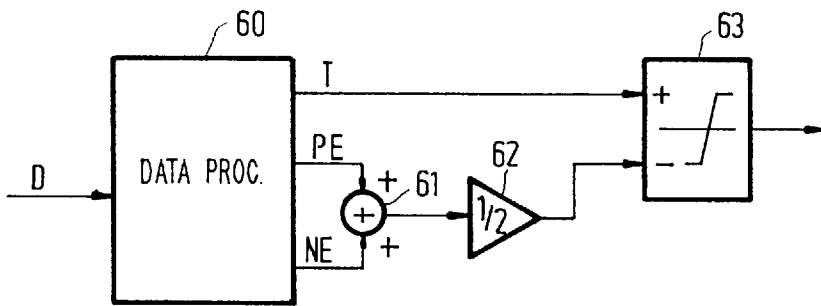 60
63
T
+
DATA PROC.
PE
+
61
62
D
+
1/2
−
NE
+